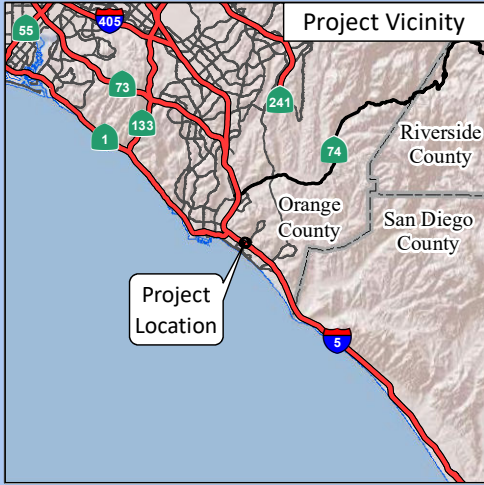 Project Vicinity
55
405
73
241
133
1
74
Riverside
County
Orange
County
San Diego
County
Project
Location
5